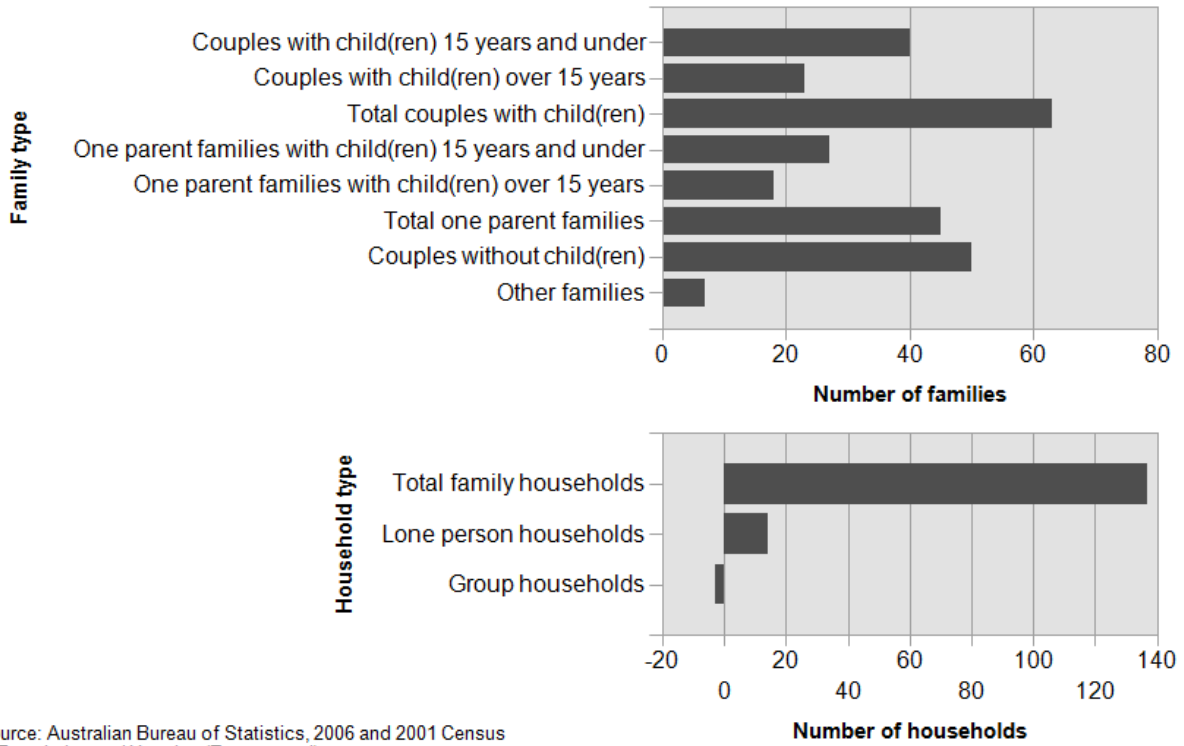 Family type
Couples with child(ren) 15 years and under
Couples with child(ren) over 15 years
Total couples with child(ren)
One parent families with child(ren) 15 years and under
One parent families with child(ren) over 15 years
Total one parent families
Couples without child(ren)
Other families
0 20 40 60 80
Number of families
Household type
Total family households
Lone person households
Group households
-20 20 60 100 140
0 40 80 120
Number of households
urce: Australian Bureau of Statistics, 2006 and 2001 Census